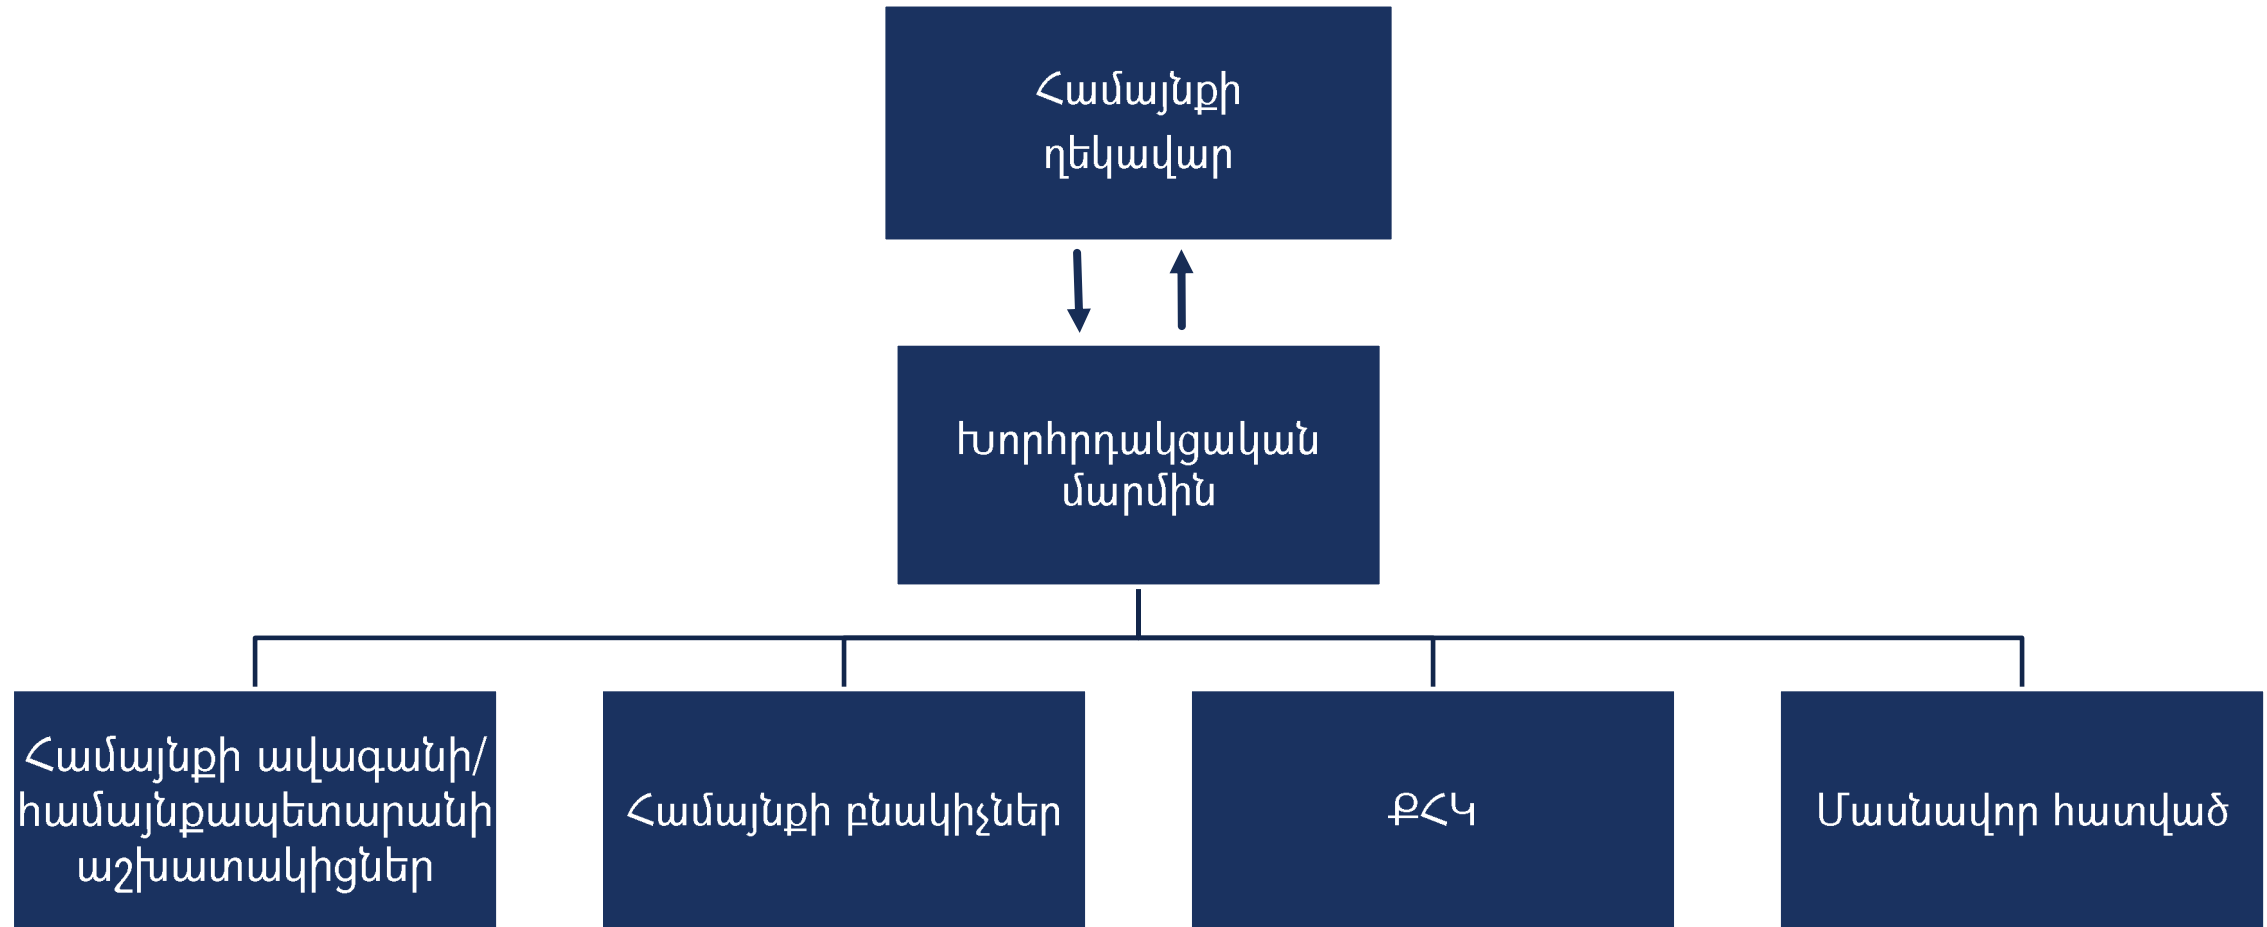 Համայնքի
ղեկավար
Խորհրդակցական
մարմին
Համայնքի ավագանի/
համայնքապետարանի
աշխատակիցներ
Համայնքի բնակիչներ
ՔՀԿ
Մասնավոր հատված